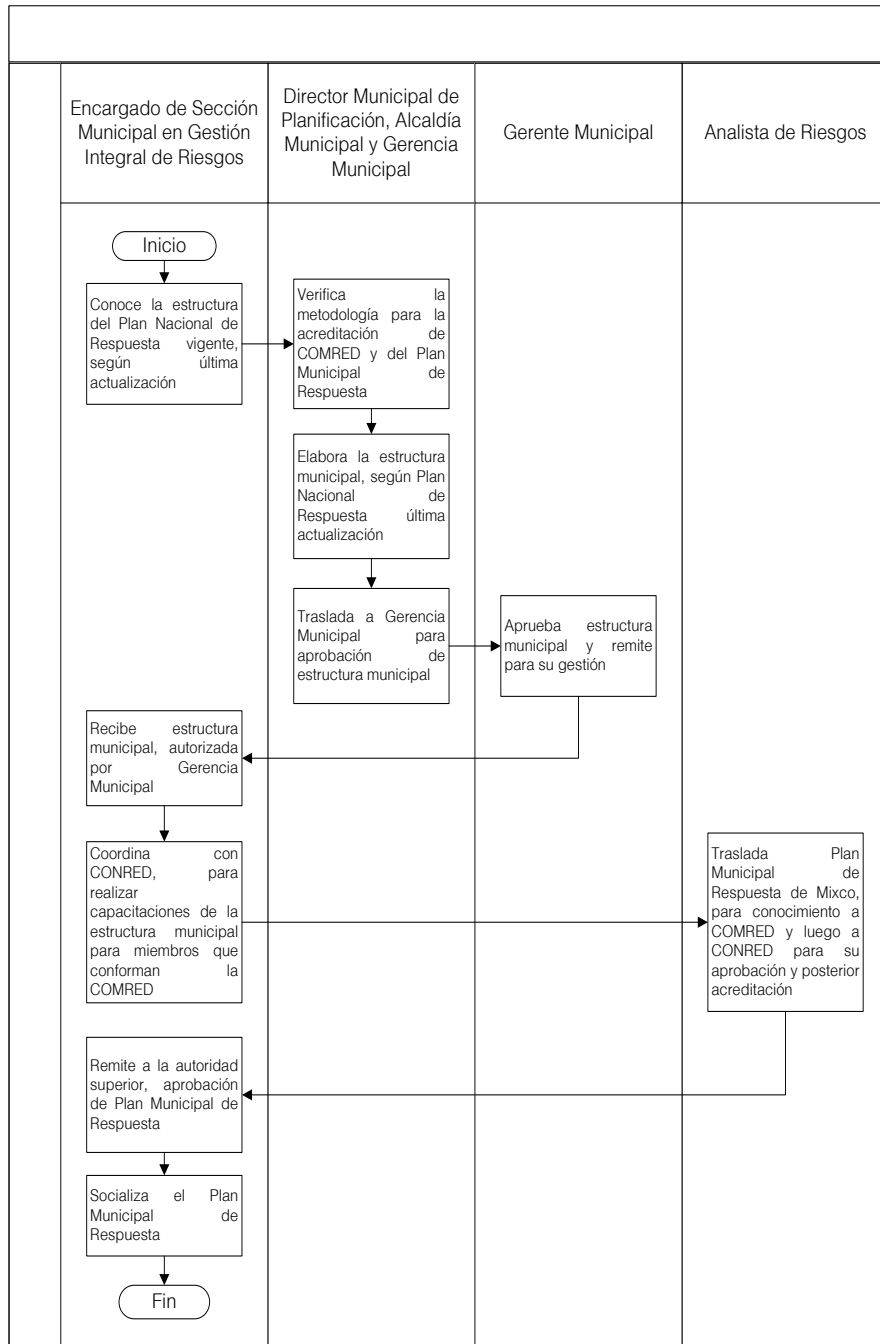 Encargado de Sección
Municipal en Gestión
Integral de Riesgos
Director Municipal de
Planificación, Alcaldía
Municipal y Gerencia
Municipal
Gerente Municipal
Analista de Riesgos
Inicio
Conoce la estructura
del Plan Nacional de
Respuesta vigente,
según última
actualización
Verifica la
metodología para la
acreditación de
COMRED y del Plan
Municipal de
Respuesta
Elabora la estructura
municipal, según Plan
Nacional de
Respuesta última
actualización
Traslada a Gerencia
Municipal para
aprobación de
estructura municipal
Aprueba estructura
municipal y remite
para su gestión
Recibe estructura
municipal, autorizada
por Gerencia
Municipal
Coordina con
CONRED, para
realizar
capacitaciones de la
estructura municipal
para miembros que
conforman la
COMRED
Traslada Plan
Municipal de
Respuesta de Mixco,
para conocimiento a
COMRED y luego a
CONRED para su
aprobación y posterior
acreditación
Remite a la autoridad
superior, aprobación
de Plan Municipal de
Respuesta
Socializa el Plan
Municipal de
Respuesta
Fin